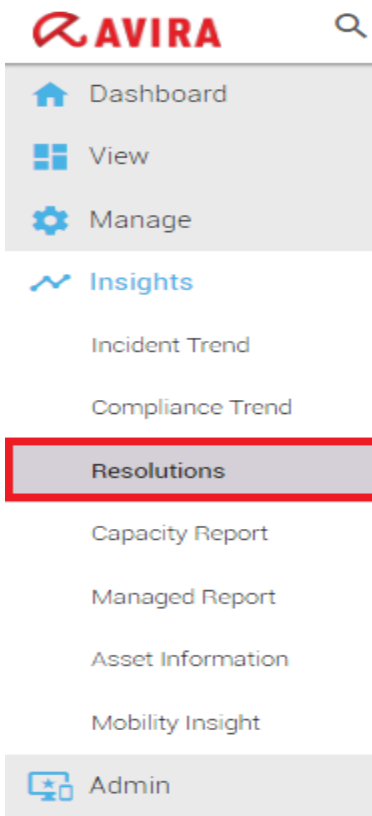 AVIRA
Dashboard
View
Manage
Insights
Incident Trend
Compliance Trend
Resolutions
Capacity Report
Managed Report
Asset Information
Mobility Insight
Admin